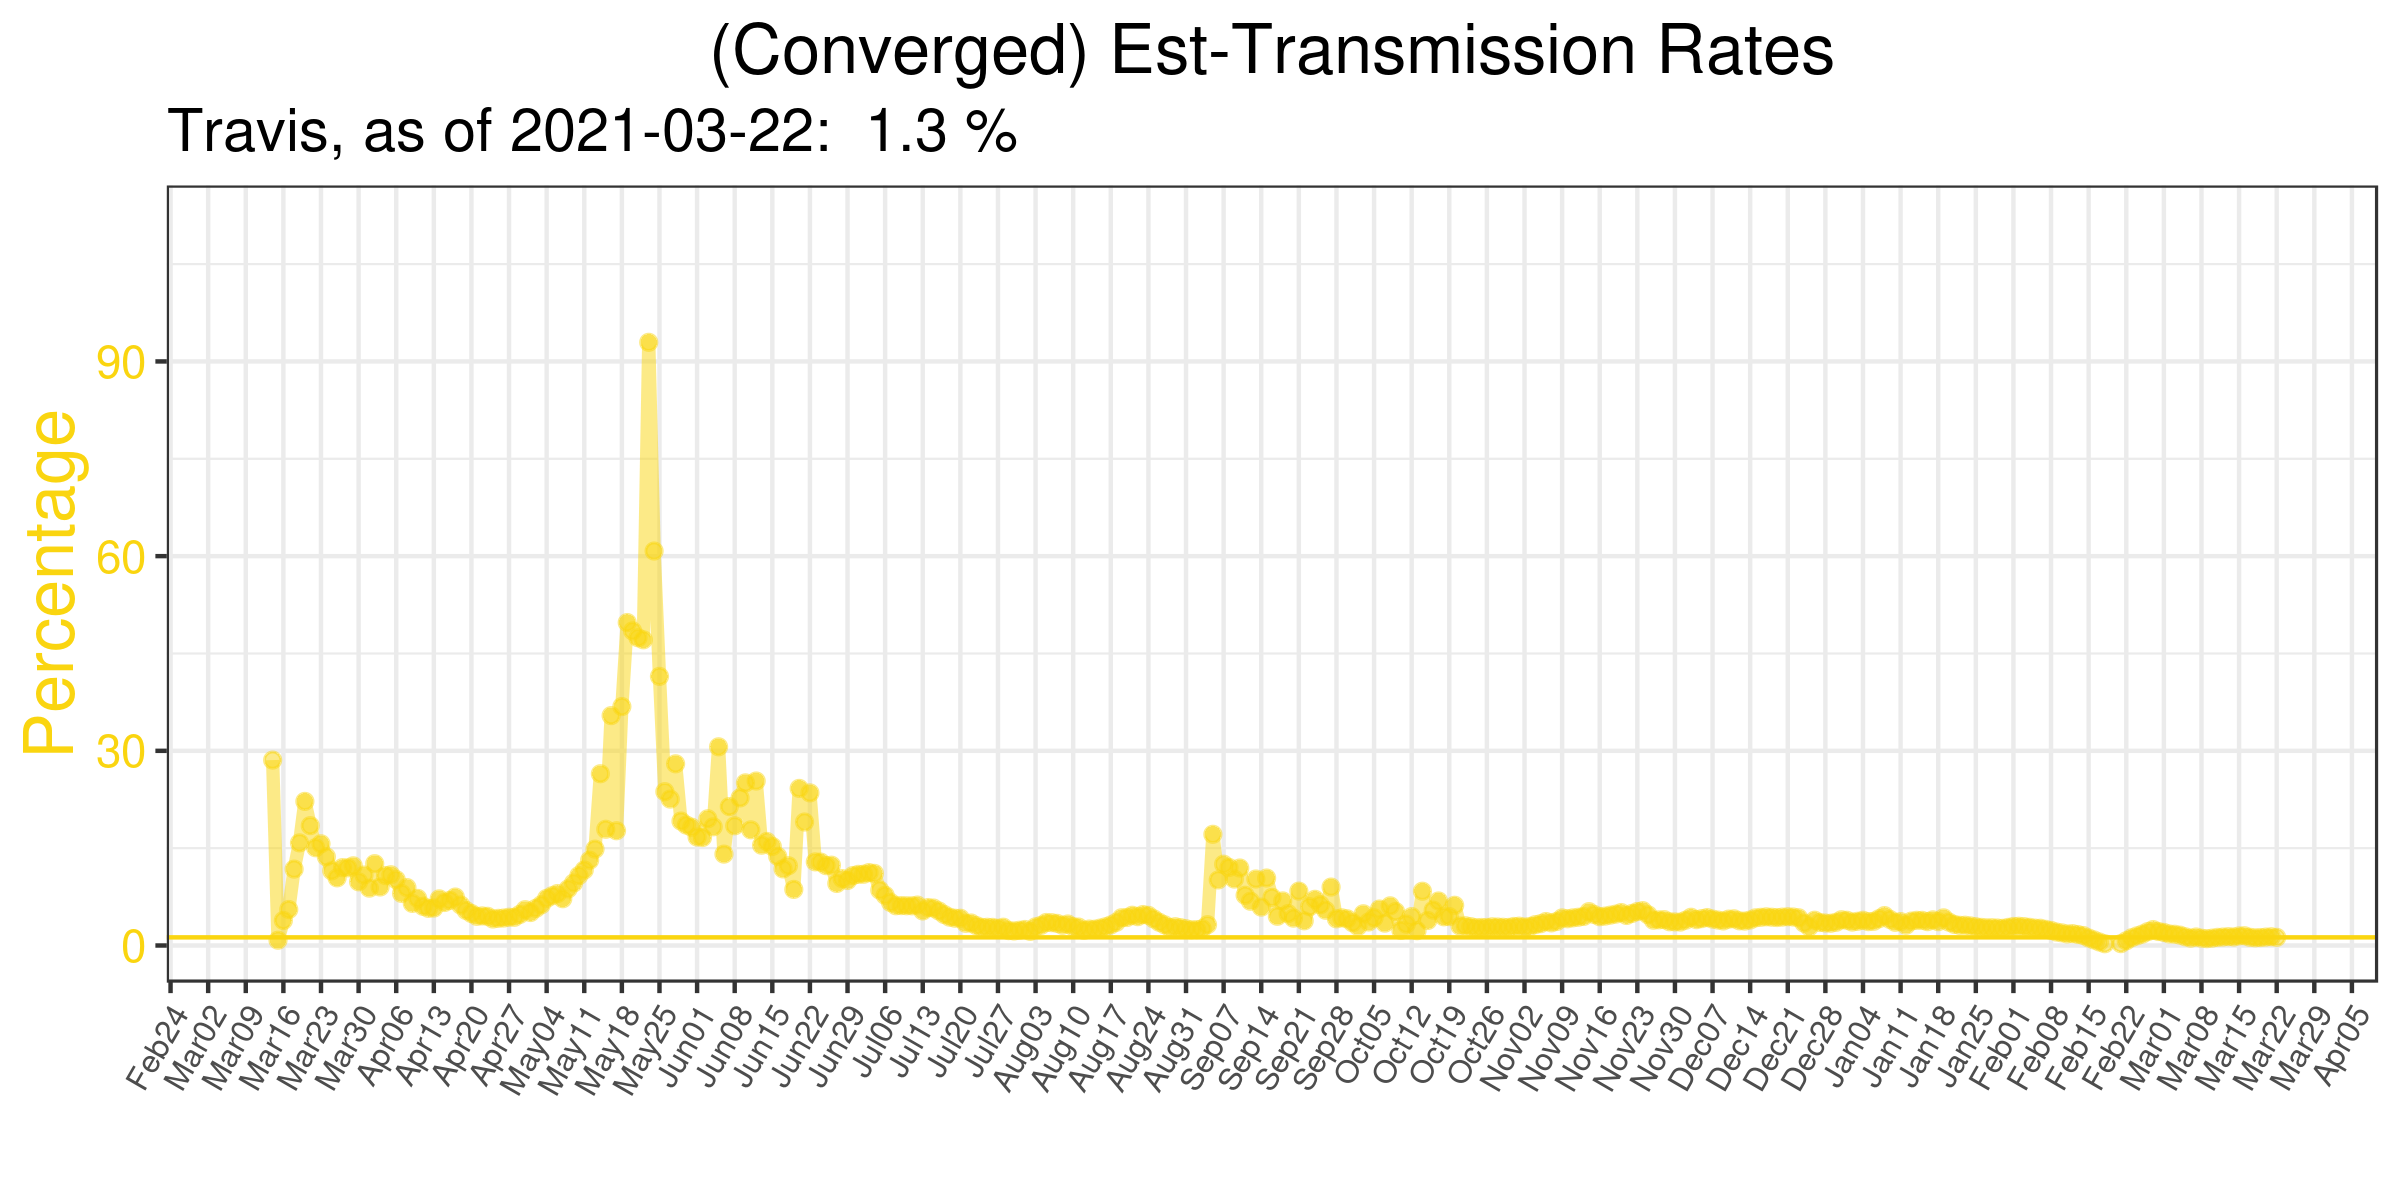 (Converged) Est-Transmission Rates
Travis, as of 2021-03-22:  1.3 %
Percentage
90
60
30
0
Feb24
Mar02
Mar09
Mar16
Mar23
Mar30
Apr06
Apr13
Apr20
Apr27
May04
May11
May18
May25
Jun01
Jun08
Jun15
Jun22
Jun29
Jul06
Jul13
Jul20
Jul27
Aug03
Aug10
Aug17
Aug24
Aug31
Sep07
Sep14
Sep21
Sep28
Oct05
Oct12
Oct19
Oct26
Nov02
Nov09
Nov16
Nov23
Nov30
Dec07
Dec14
Dec21
Dec28
Jan04
Jan11
Jan18
Jan25
Feb01
Feb08
Feb15
Feb22
Mar01
Mar08
Mar15
Mar22
Mar29
Apr05